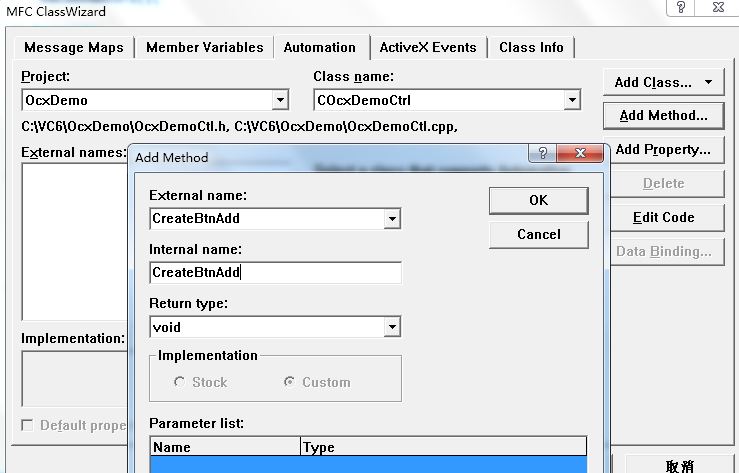 MFC ClassWizard
Message Maps Member Variables Automation ActiveX Events Class Info
Project: Class name:
OcxDemo COcxDemoCtrl
Add Class...
C:\VC6\OcxDemo\OcxDemoCtl.h, C:\VC6\OcxDemo\OcxDemoCtl.cpp,
Add Method...
External names:
Add Property...
Delete
Edit Code
Data Binding...
Implementation:
Add Method
External name:
CreateBtnAdd
OK
Cancel
Internal name:
CreateBtnAdd
Return type:
void
Implementation
Stock Custom
Parameter list:
Name Type
Default prope
取消